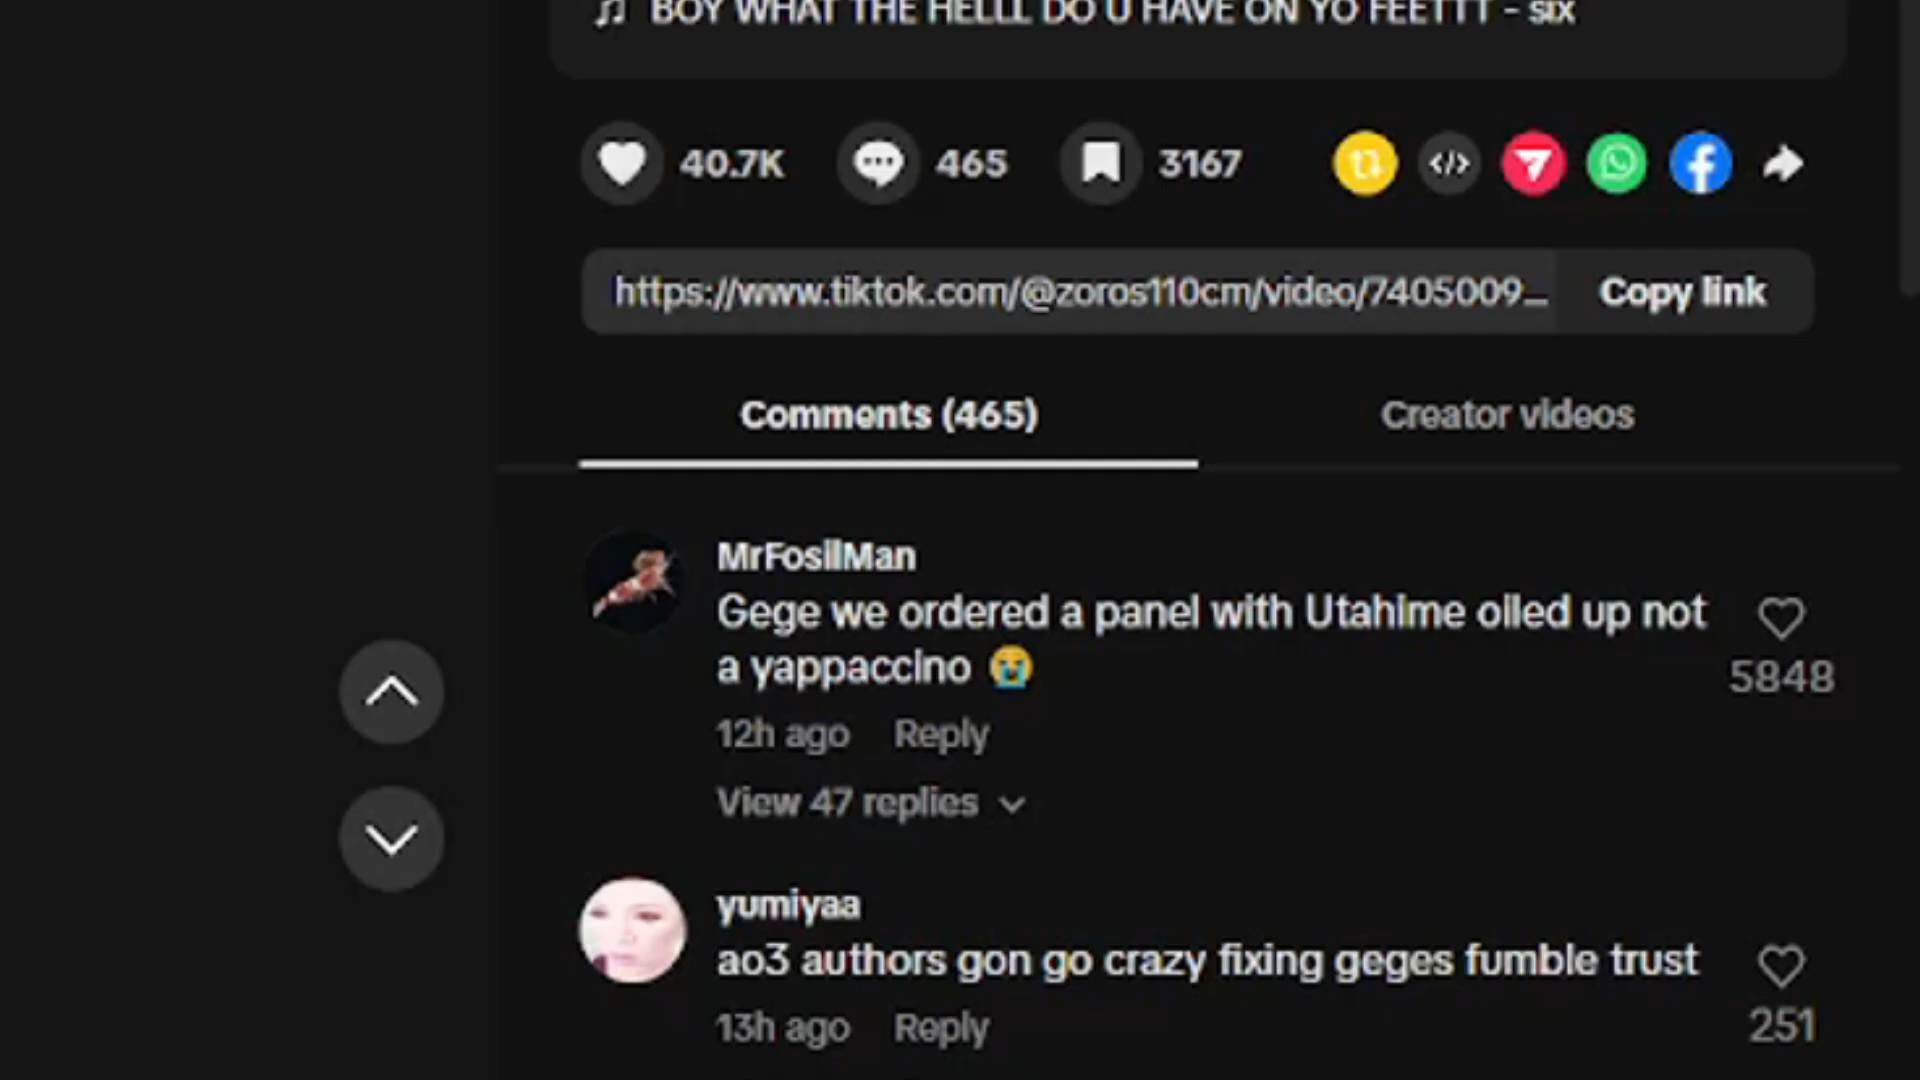 BOY WHAT THE HELLL DO U HAVE ON YO FEETTT - six
40.7K 465 3167
https://www.tiktok.com/@zoros110cm/video/7405009... Copy link
Comments (465) Creator videos
MrFosilMan
Gege we ordered a panel with Utahime oiled up not
a yappaccino 😭
5848
12h ago Reply
View 47 replies
yumiyaa
ao3 authors gon go crazy fixing geges fumble trust
13h ago Reply
251